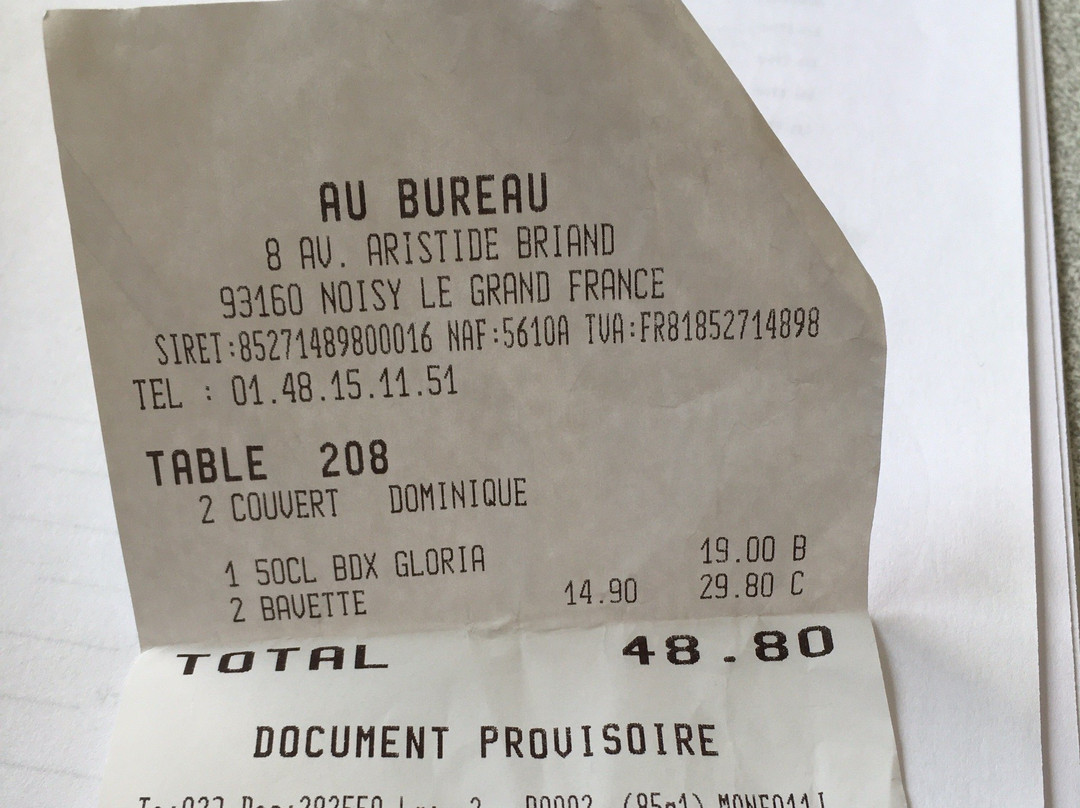 AU BUREAU
8 AV. ARISTIDE BRIAND
93160 NOISY LE GRAND FRANCE
SIRET:85271489800016 NAF:5610A TVA:FR81852714898
TEL : 01.48.15.11.51
TABLE 208
2 COUVERT DOMINIQUE
1 50CL BDX GLORIA 19.00 B
2 BAVETTE 14.90 29.80 C
TOTAL 48.80
DOCUMENT PROVISOIRE